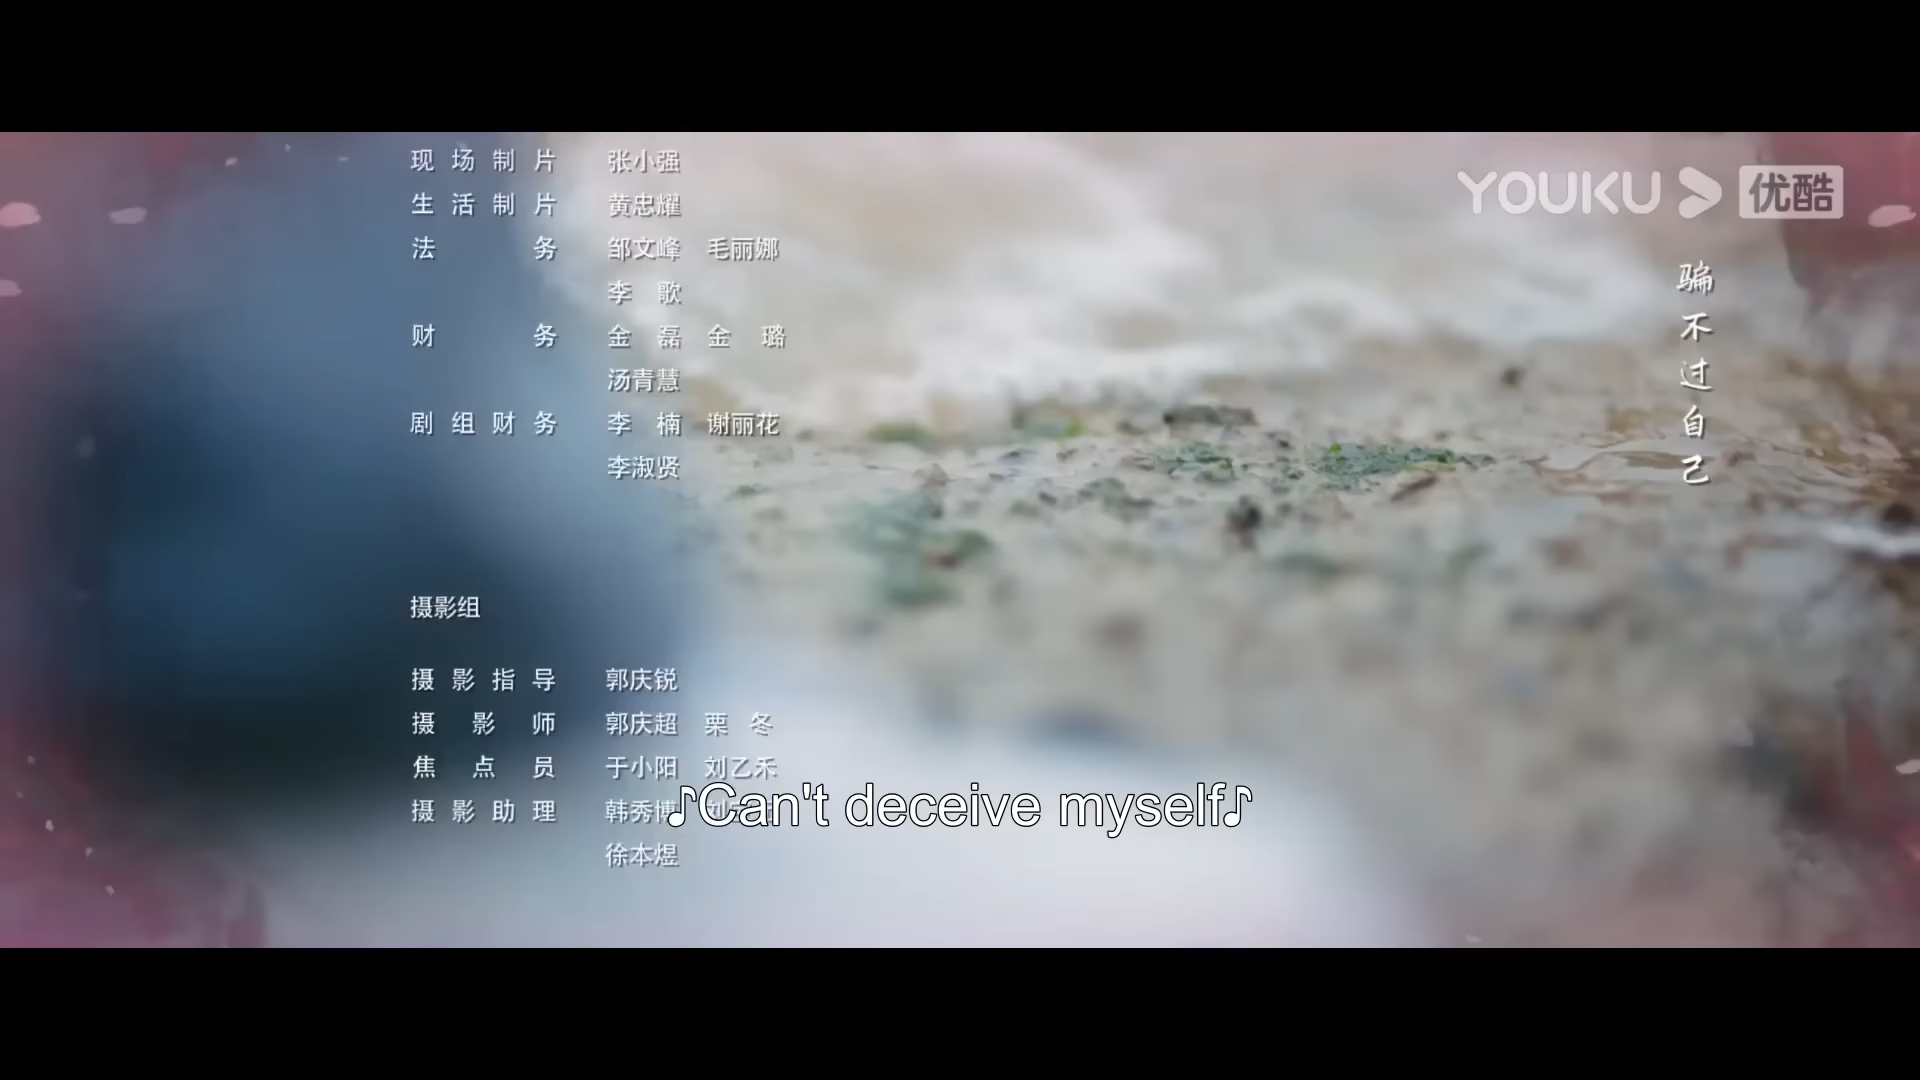 现场制片 张小强
生活制片 黄忠耀
法务 邹文峰 毛丽娜
李歌
财务 金磊 金璐
汤青慧
剧组财务 李楠 谢丽花
李淑贤
摄影组
摄影指导 郭庆锐
摄影师 郭庆超 栗冬
焦点员 于小阳 刘乙禾
摄影助理 韩秀博
徐本煜
YOUKU 优酷
骗不过自己
♪Can't deceive myself♪